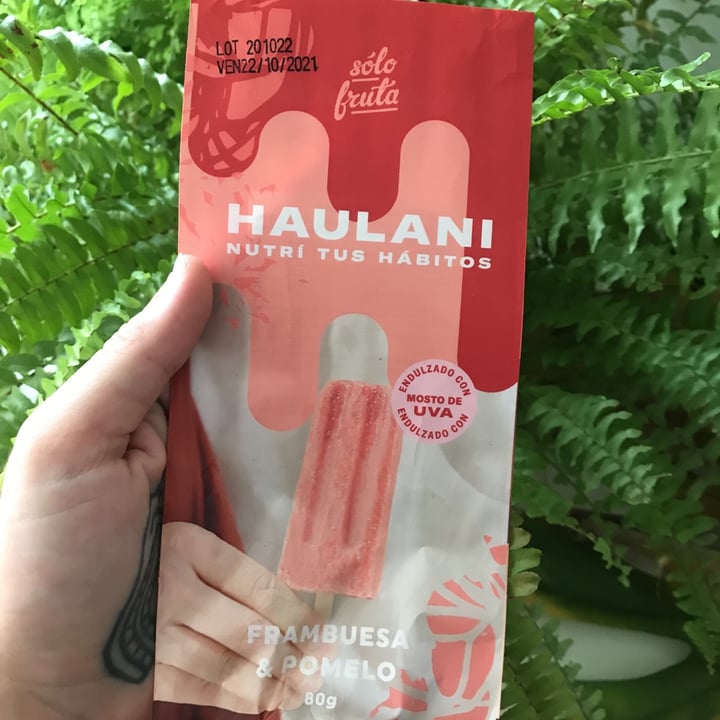 LOT 201022
VEN22/10/2021
sólo
fruta
HAULANI
NUTRÍ TUS HÁBITOS
ENDULZADO CON
MOSTO DE
UVA
ENDULZADO CON
FRAMBUESA
& POMELO
80g